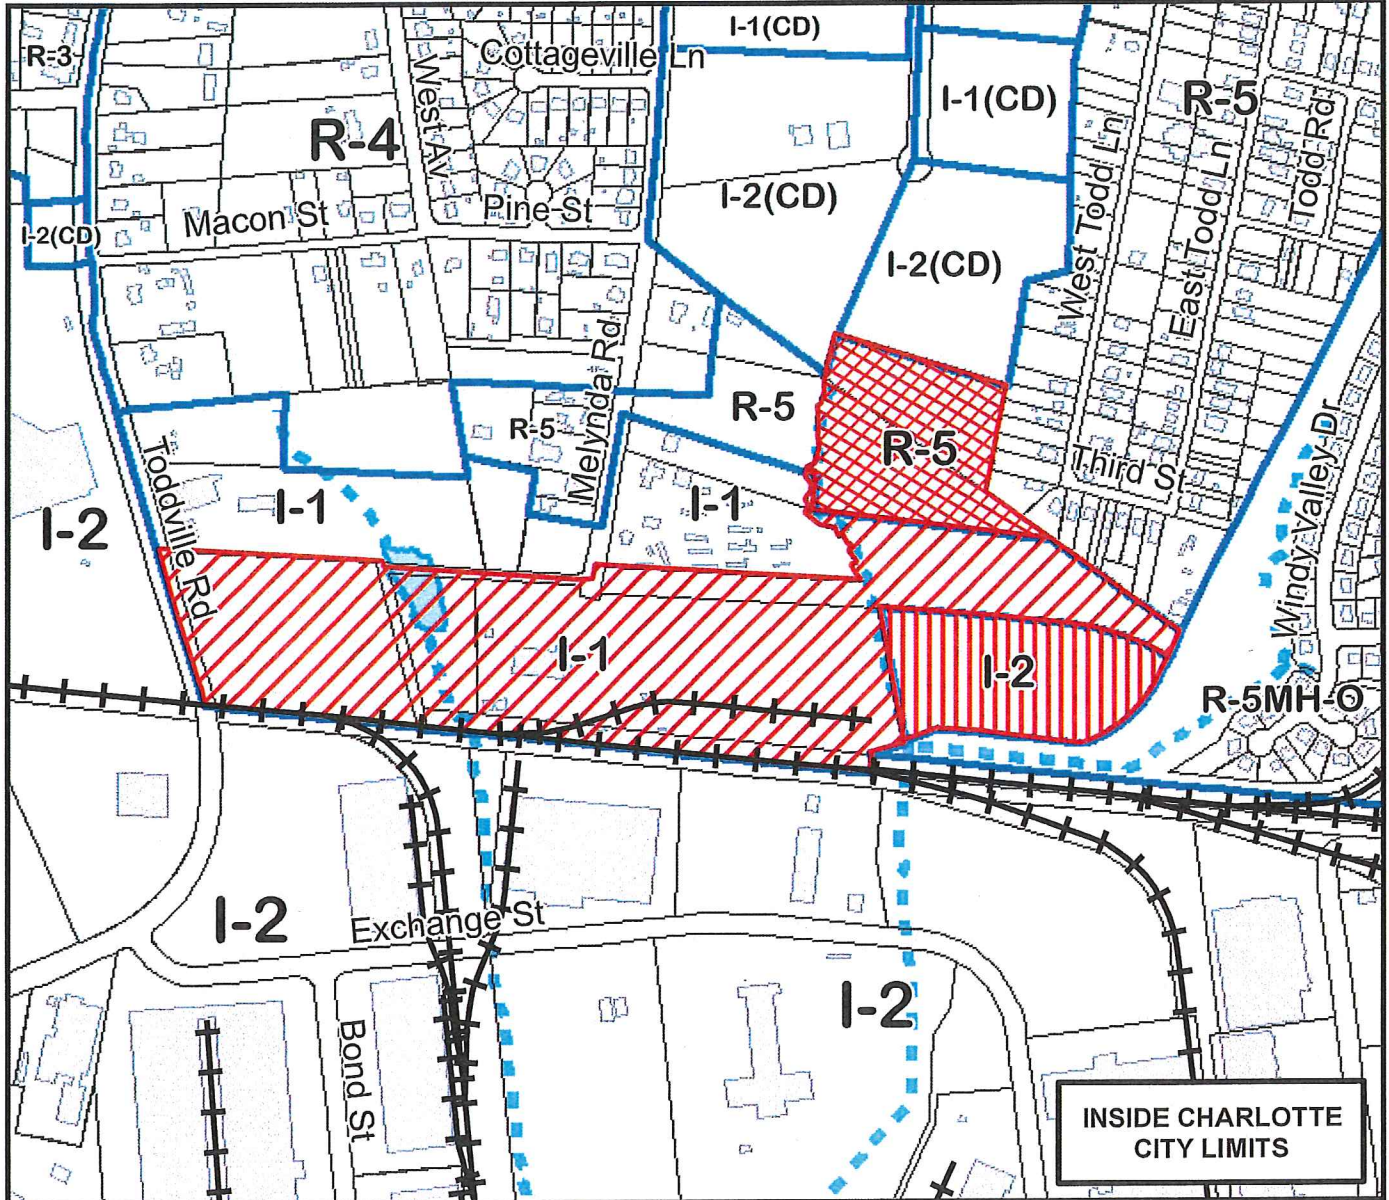 I-1(CD)
R-3
Cottageville Ln
West Av
I-1(CD)
R-5
R-4
West Todd Ln
East Todd Ln
Todd Rd
I-2(CD)
Macon St
Pine St
I-2(CD)
I-2(CD)
Melynda Rd
R-5
R-5
R-5
Third St
Windy Valley Dr
Toddville Rd
I-2
I-1
I-1
I-1
I-2
R-5MH-O
I-2
Exchange St
I-2
Bond St
INSIDE CHARLOTTE
CITY LIMITS